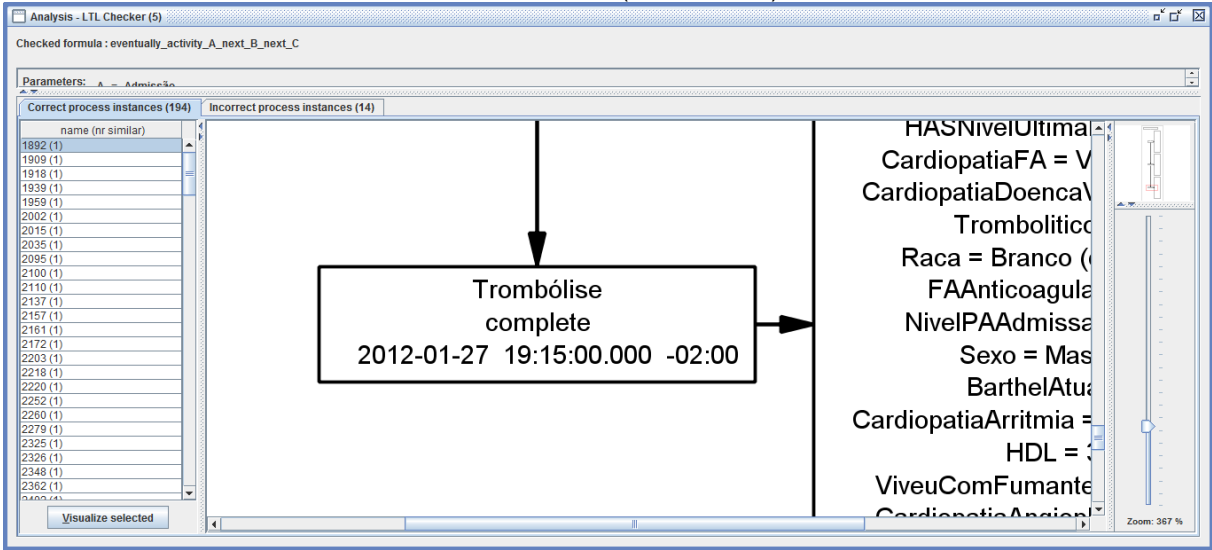 Analysis - LTL Checker (5)
Checked formula : eventually_activity_A_next_B_next_C
Parameters: A = Admissão
Correct process instances (194)
Incorrect process instances (14)
name (nr similar)
1892 (1)
1909 (1)
1918 (1)
1939 (1)
1959 (1)
2002 (1)
2015 (1)
2035 (1)
2095 (1)
2100 (1)
2110 (1)
2137 (1)
2157 (1)
2161 (1)
2172 (1)
2203 (1)
2218 (1)
2220 (1)
2252 (1)
2260 (1)
2279 (1)
2325 (1)
2326 (1)
2348 (1)
2362 (1)
Visualize selected
Trombólise
complete
2012-01-27 19:15:00.000 -02:00
HASNivelUltima
CardiopatiaFA = V
CardiopatiaDoenca
Trombolitico
Raca = Branco (
FAAnticoagula
NivelPAAdmissa
Sexo = Mas
BarthelAtua
CardiopatiaArritmia =
HDL = 3
ViveuComFumante
CardiopatiaAngiopl
Zoom: 367 %